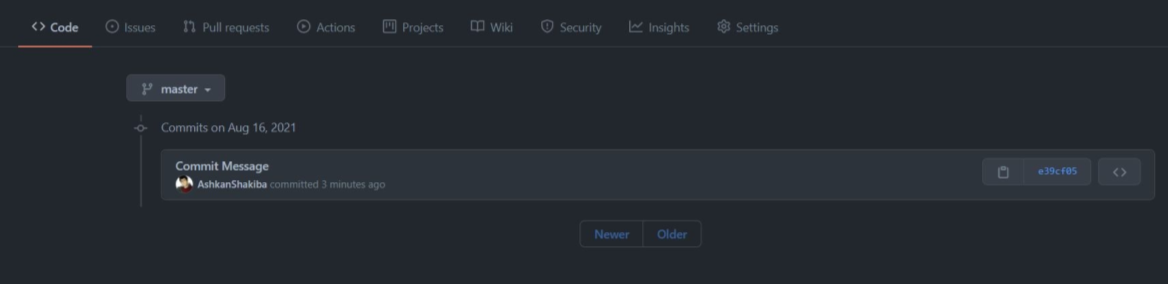 Code Issues Pull requests Actions Projects Wiki Security Insights Settings
master
Commits on Aug 16, 2021
Commit Message
AshkanShakiba committed 3 minutes ago
e39cf05
Newer Older